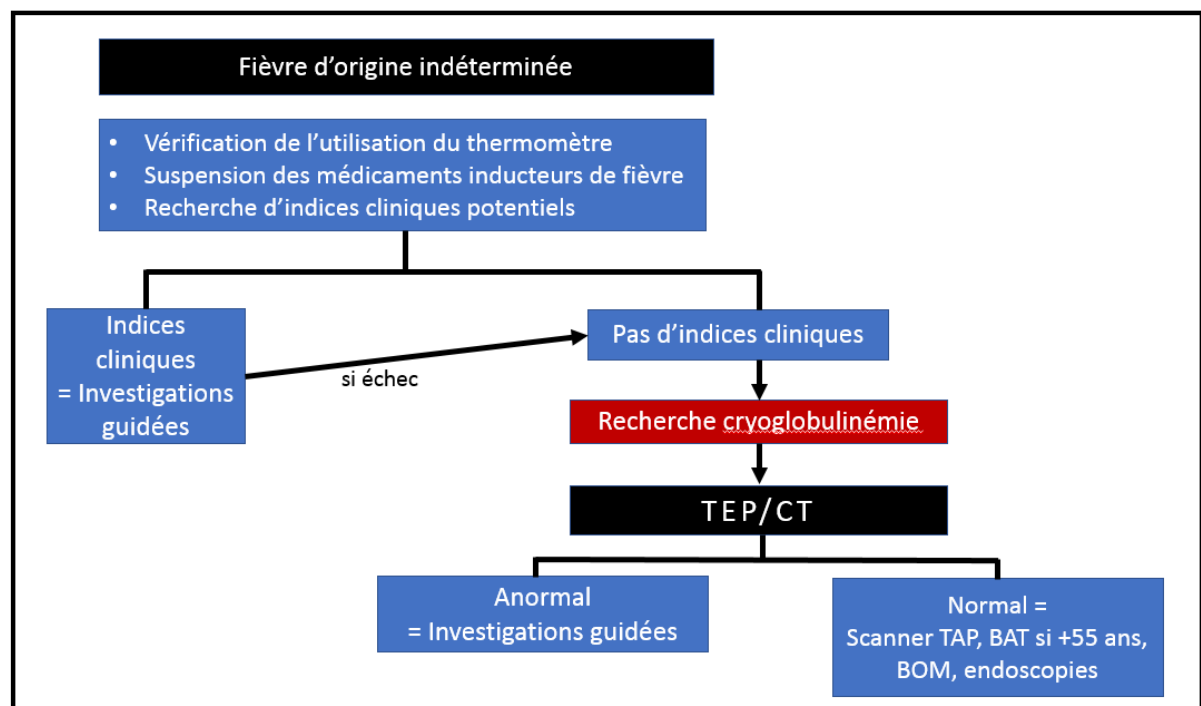 Fièvre d'origine indéterminée
• Vérification de l'utilisation du thermomètre
• Suspension des médicaments inducteurs de fièvre
• Recherche d'indices cliniques potentiels
Indices
cliniques
= Investigations
guidées
si échec
Pas d'indices cliniques
Recherche cryoglobulinémie
TEP/CT
Anormal
= Investigations guidées
Normal =
Scanner TAP, BAT si +55 ans,
BOM, endoscopies